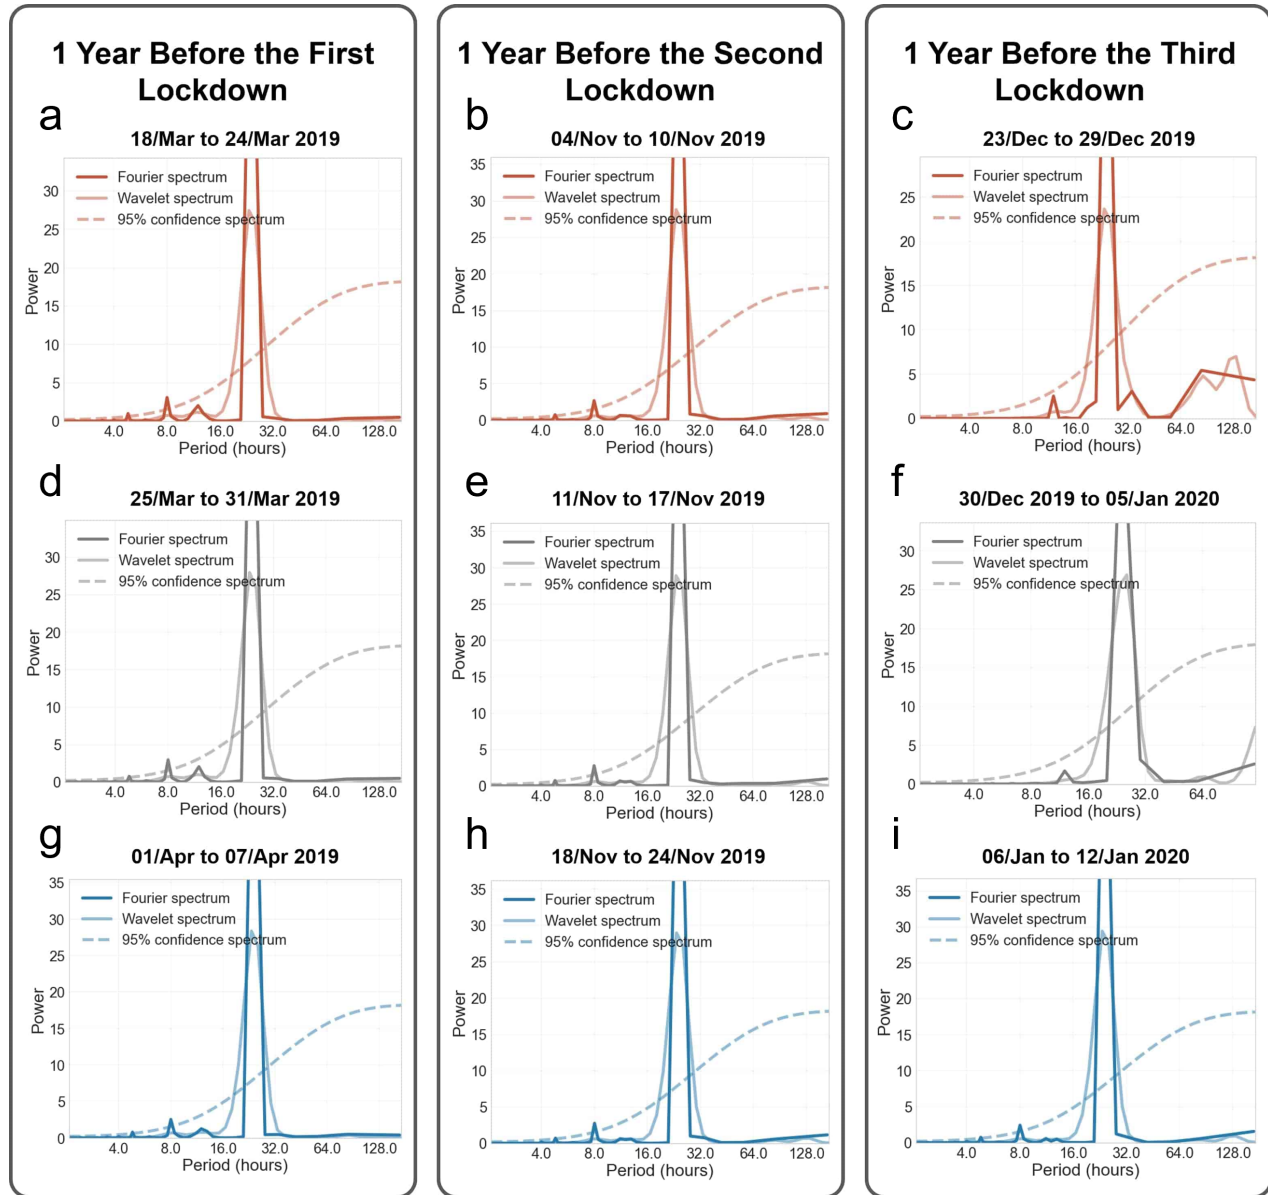 1 Year Before the First
Lockdown
a
18/Mar to 24/Mar 2019
Fourier spectrum
Wavelet spectrum
95% confidence spectrum
Power
30
25
20
15
10
5
0
4.0 8.0 16.0 32.0 64.0 128.0
Period (hours)
d
25/Mar to 31/Mar 2019
Fourier spectrum
Wavelet spectrum
95% confidence spectrum
Power
30
25
20
15
10
5
0
4.0 8.0 16.0 32.0 64.0 128.0
Period (hours)
g
01/Apr to 07/Apr 2019
Fourier spectrum
Wavelet spectrum
95% confidence spectrum
Power
35
30
25
20
15
10
5
0
4.0 8.0 16.0 32.0 64.0 128.0
Period (hours)
1 Year Before the Second
Lockdown
b
04/Nov to 10/Nov 2019
Fourier spectrum
Wavelet spectrum
95% confidence spectrum
Power
35
30
25
20
15
10
5
0
4.0 8.0 16.0 32.0 64.0 128.0
Period (hours)
e
11/Nov to 17/Nov 2019
Fourier spectrum
Wavelet spectrum
95% confidence spectrum
Power
35
30
25
20
15
10
5
0
4.0 8.0 16.0 32.0 64.0 128.0
Period (hours)
h
18/Nov to 24/Nov 2019
Fourier spectrum
Wavelet spectrum
95% confidence spectrum
Power
35
30
25
20
15
10
5
0
4.0 8.0 16.0 32.0 64.0 128.0
Period (hours)
1 Year Before the Third
Lockdown
c
23/Dec to 29/Dec 2019
Fourier spectrum
Wavelet spectrum
95% confidence spectrum
Power
25
20
15
10
5
0
4.0 8.0 16.0 32.0 64.0 128.0
Period (hours)
f
30/Dec 2019 to 05/Jan 2020
Fourier spectrum
Wavelet spectrum
95% confidence spectrum
Power
30
25
20
15
10
5
0
4.0 8.0 16.0 32.0 64.0
Period (hours)
i
06/Jan to 12/Jan 2020
Fourier spectrum
Wavelet spectrum
95% confidence spectrum
Power
35
30
25
20
15
10
5
0
4.0 8.0 16.0 32.0 64.0 128.0
Period (hours)